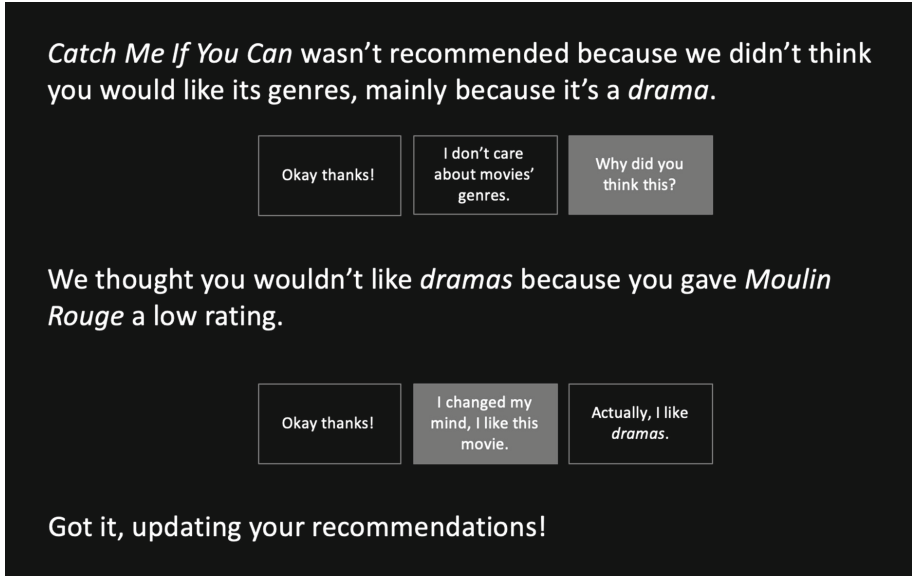 Catch Me If You Can wasn’t recommended because we didn’t think
you would like its genres, mainly because it’s a drama.
Okay thanks!
I don’t care
about movies’
genres.
Why did you
think this?
We thought you wouldn’t like dramas because you gave Moulin
Rouge a low rating.
Okay thanks!
I changed my
mind, I like this
movie.
Actually, I like
dramas.
Got it, updating your recommendations!